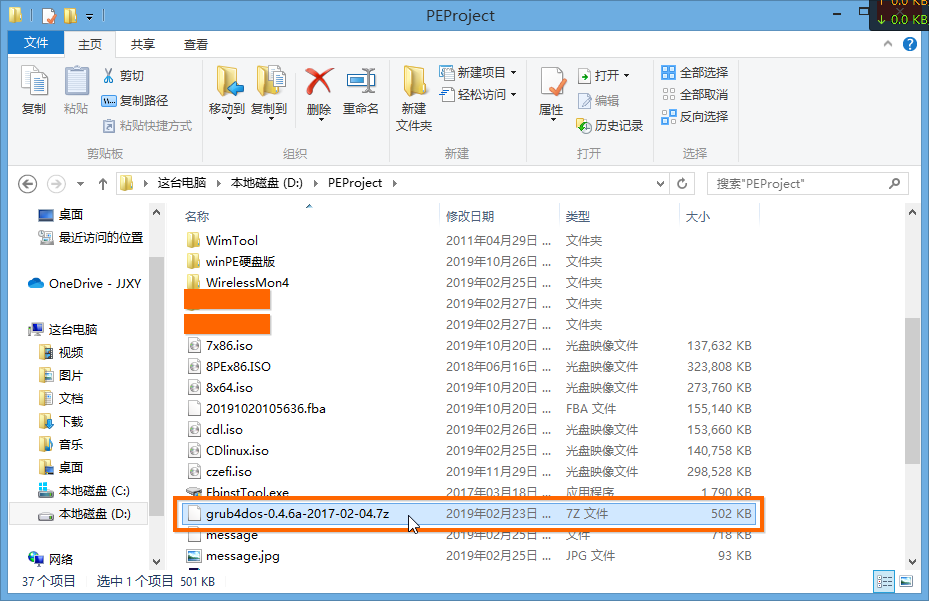 PEProject
↑ 0.0 KB
↓ 0.0 KB
文件 主页 共享 查看
复制
粘贴
剪切
复制路径
粘贴快捷方式
剪贴板
移动到
复制到
删除
重命名
组织
新建
文件夹
新建项目
轻松访问
新建
属性
打开
编辑
历史记录
打开
全部选择
全部取消
反向选择
选择
这台电脑 本地磁盘 (D:) PEProject
搜索"PEProject"
桌面
最近访问的位置
OneDrive - JJXY
这台电脑
视频
图片
文档
下载
音乐
桌面
本地磁盘 (C:)
本地磁盘 (D:)
网络
名称 修改日期 类型 大小
WimTool 2011年04月29日 ... 文件夹
winPE硬盘版 2019年10月26日 ... 文件夹
WirelessMon4 2019年02月25日 ... 文件夹
2019年02月27日 ... 文件夹
2019年02月27日 ... 文件夹
7x86.iso 2019年10月20日 ... 光盘映像文件 137,632 KB
8PEx86.ISO 2018年06月16日 ... 光盘映像文件 323,808 KB
8x64.iso 2019年10月20日 ... 光盘映像文件 273,760 KB
20191020105636.fba 2019年10月20日 ... FBA 文件 155,140 KB
cdl.iso 2019年02月26日 ... 光盘映像文件 153,660 KB
CDlinux.iso 2019年02月26日 ... 光盘映像文件 140,758 KB
czefi.iso 2019年11月29日 ... 光盘映像文件 298,528 KB
FbinstTool.exe 2017年03月18日 ... 应用程序 1,790 KB
grub4dos-0.4.6a-2017-02-04.7z 2019年02月23日 ... 7Z 文件 502 KB
message 2019年02月25日 ... 文件 718 KB
message.jpg 2019年02月25日 ... JPG 文件 93 KB
37 个项目 选中 1 个项目 501 KB